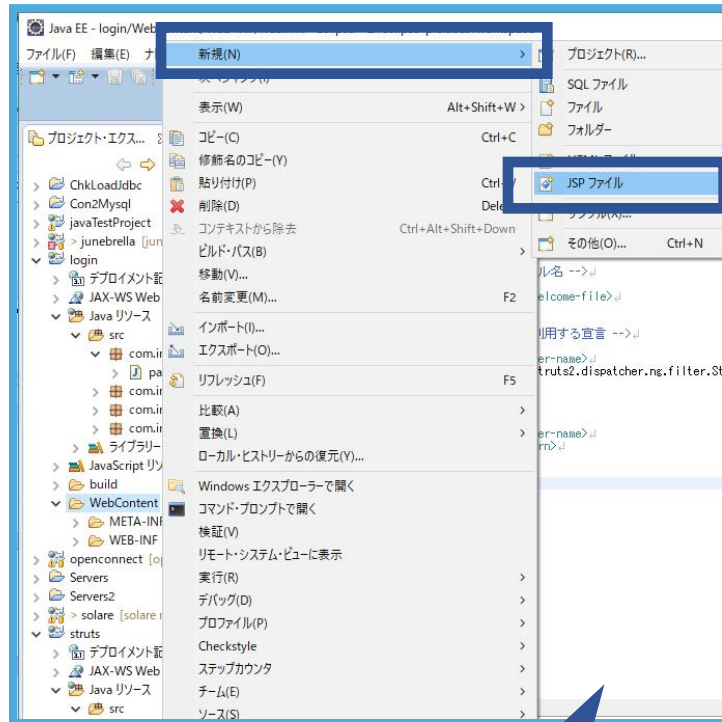 Java EE - login/Web
ファイル(F) 編集(E)
プロジェクト・エクス...
ChkLoadJdbc
Con2Mysql
javaTestProject
> junebrella [jun
login
デプロイメント記
JAX-WS Web
Java リソース
src
com.ir
pa
com.ir
com.ir
com.ir
ライブラリー
JavaScript リソ
build
WebContent
META-INF
WEB-INF
openconnect [op
Servers
Servers2
> solare [solare
struts
デプロイメント記
JAX-WS Web
Java リソース
src
新規(N)
表示(W) Alt+Shift+W >
コピー(C) Ctrl+C
修飾名のコピー(Y)
貼り付け(P)
削除(D)
コンテキストから除去 Ctrl+Alt+Shift+Down
ビルド・パス(B)
移動(V)...
名前変更(M)... F2
インポート(I)...
エクスポート(O)...
リフレッシュ(F) F5
比較(A)
置換(L)
ローカル・ヒストリーからの復元(Y)...
Windows エクスプローラーで開く
コマンド・プロンプトで開く
検証(V)
リモート・システム・ビューに表示
実行(R)
デバッグ(D)
プロファイル(P)
Checkstyle
ステップカウンタ
チーム(E)
ソース(S)
プロジェクト(R)...
SQL ファイル
ファイル
フォルダー
JSP ファイル
その他(O)... Ctrl+N
ル名 -->
elcome-file>
利用する宣言 -->
er-name>
truts2.dispatcher.ng.filter.St
er-name>
rn>